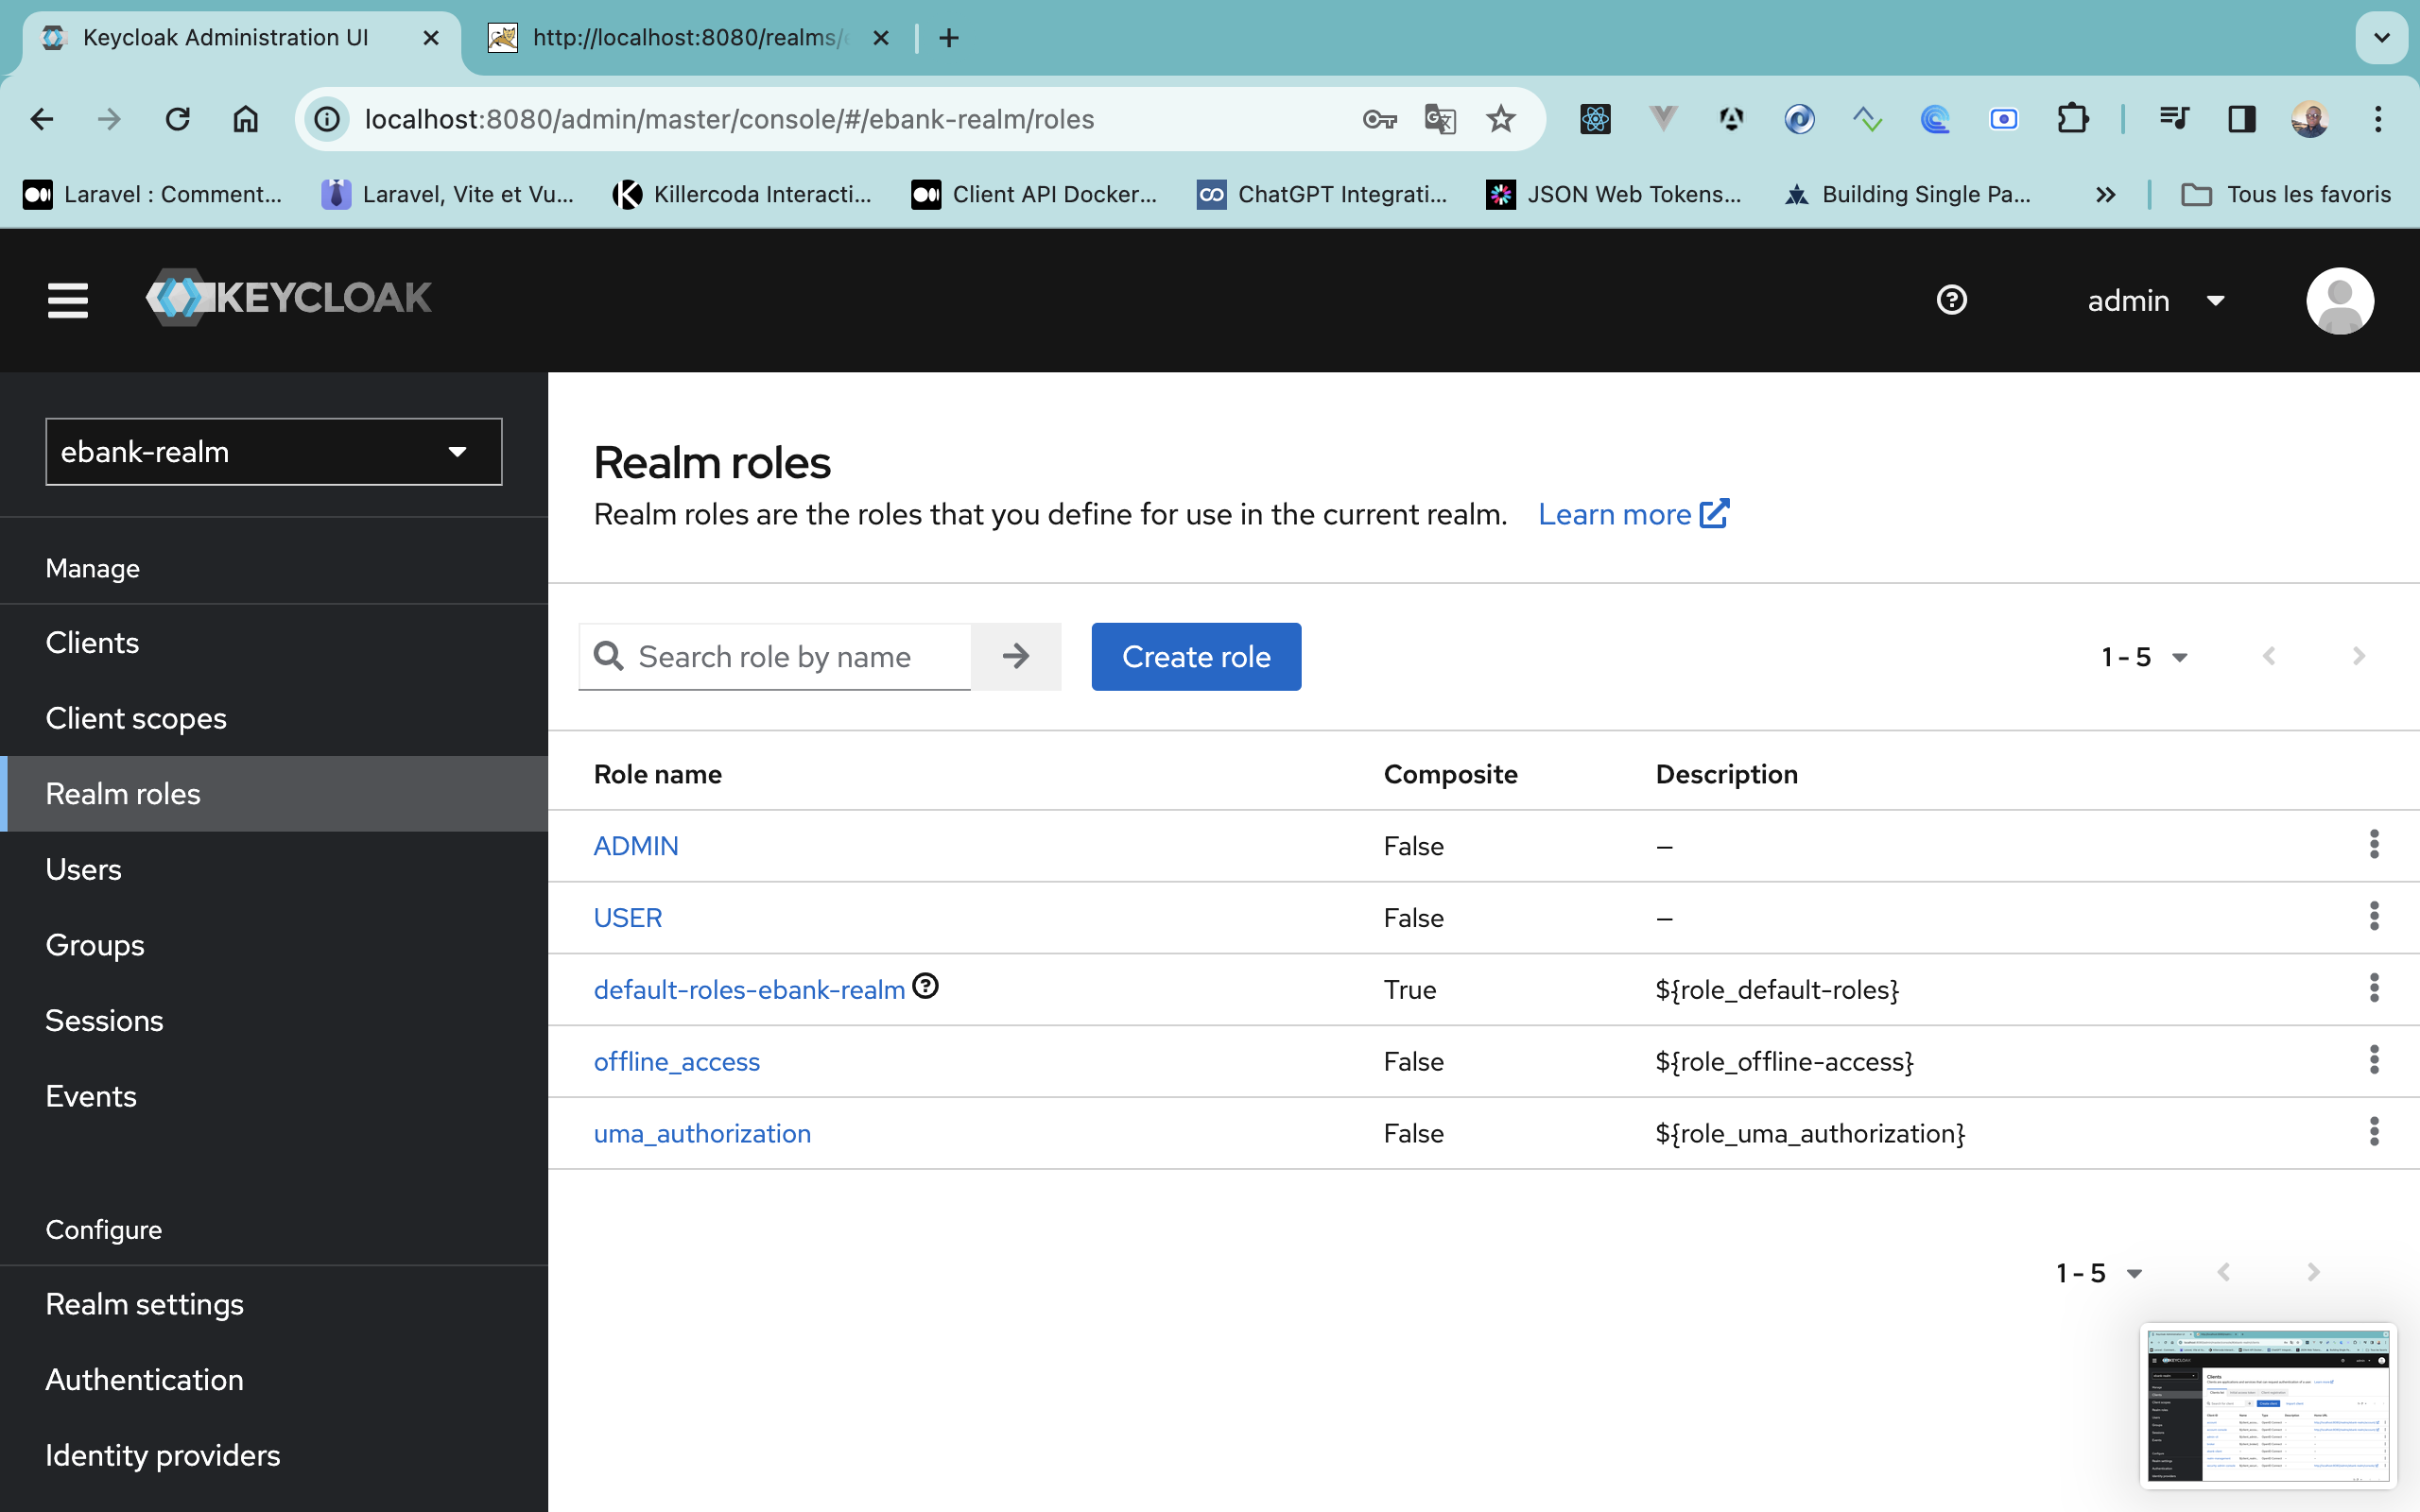 Keycloak Administration UI
http://localhost:8080/realms/
localhost:8080/admin/master/console/#/ebank-realm/roles
Laravel : Comment...
Laravel, Vite et Vu...
Killercoda Interacti...
Client API Docker...
ChatGPT Integrati...
JSON Web Tokens...
Building Single Pa...
Tous les favoris
KEYCLOAK
admin
ebank-realm
Manage
Clients
Client scopes
Realm roles
Users
Groups
Sessions
Events
Configure
Realm settings
Authentication
Identity providers
Realm roles
Realm roles are the roles that you define for use in the current realm. Learn more
Search role by name
Create role
1 - 5
Role name Composite Description
ADMIN False –
USER False –
default-roles-ebank-realm True ${role_default-roles}
offline_access False ${role_offline-access}
uma_authorization False ${role_uma_authorization}
1 - 5